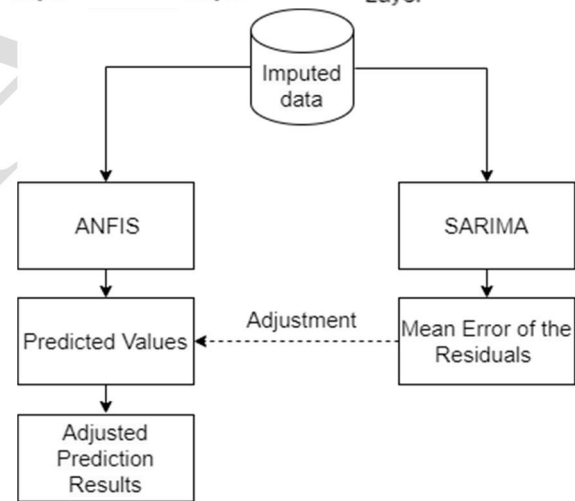 Layer
Imputed
data
ANFIS
SARIMA
Predicted Values
Adjustment
Mean Error of the
Residuals
Adjusted
Prediction
Results